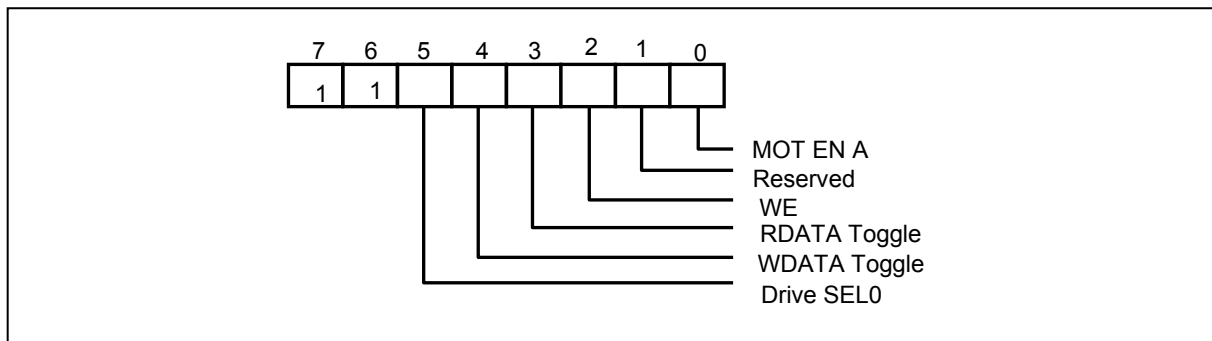 7 6 5 4 3 2 1 0
1 1
MOT EN A
Reserved
WE
RDATA Toggle
WDATA Toggle
Drive SEL0